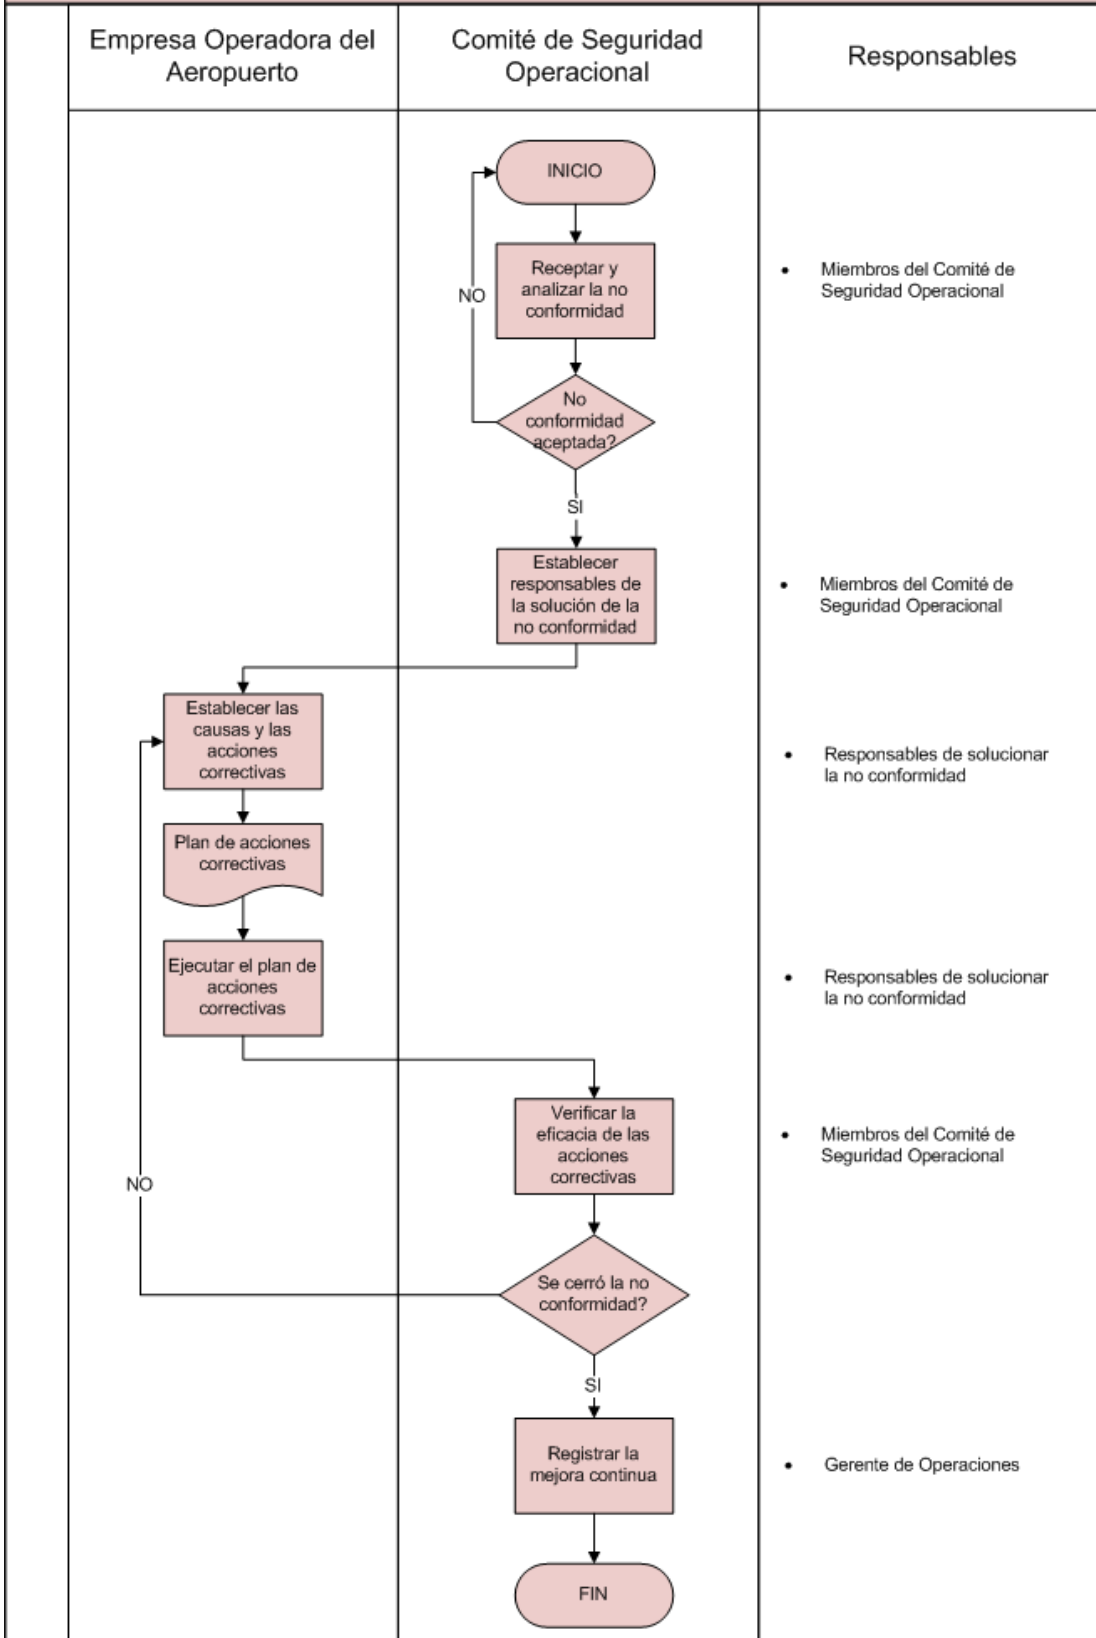 Empresa Operadora del
Aeropuerto
Comité de Seguridad
Operacional
Responsables
INICIO
Receptar y
analizar la no
conformidad
Miembros del Comité de
Seguridad Operacional
NO
No
conformidad
aceptada?
SI
Establecer
responsables de
la solución de la
no conformidad
Miembros del Comité de
Seguridad Operacional
Establecer las
causas y las
acciones
correctivas
Responsables de solucionar
la no conformidad
Plan de acciones
correctivas
Ejecutar el plan de
acciones
correctivas
Responsables de solucionar
la no conformidad
Verificar la
eficacia de las
acciones
correctivas
Miembros del Comité de
Seguridad Operacional
NO
Se cerró la no
conformidad?
SI
Registrar la
mejora continua
Gerente de Operaciones
FIN